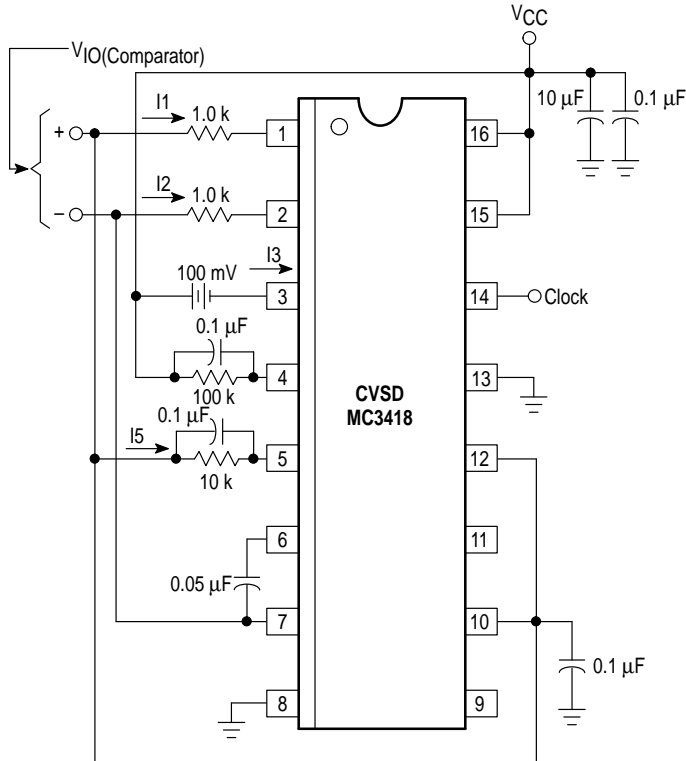 VCC
VIO(Comparator)
10 μF
0.1 μF
+
I1
1.0 k
1
16
−
I2
1.0 k
2
15
I3
100 mV
3
14
Clock
0.1 μF
4
13
100 k
CVSD
MC3418
0.1 μF
I5
5
12
10 k
6
11
0.05 μF
7
10
0.1 μF
8
9